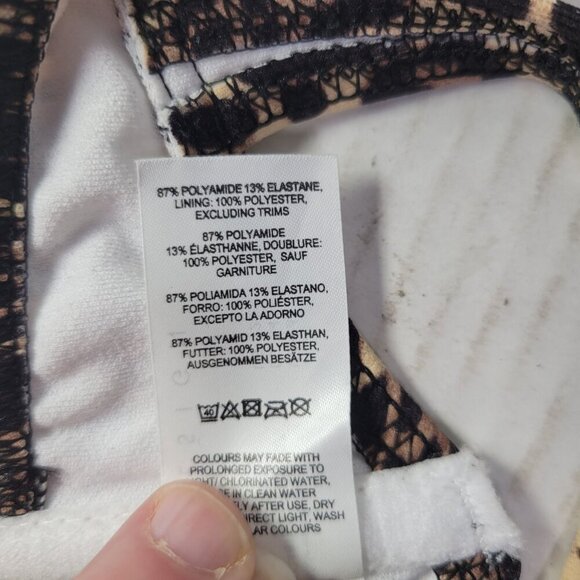 87% POLYAMIDE 13% ELASTANE,
LINING: 100% POLYESTER,
EXCLUDING TRIMS
87% POLYAMIDE
13% ÉLASTHANNE, DOUBLURE:
100% POLYESTER, SAUF
GARNITURE
87% POLIAMIDA 13% ELASTANO,
FORRO: 100% POLIÉSTER,
EXCEPTO LA ADORNO
87% POLYAMID 13% ELASTHAN,
FUTTER: 100% POLYESTER,
AUSGENOMMEN BESÄTZE
40
COLOURS MAY FADE WITH
PROLONGED EXPOSURE TO
CHLORINATED WATER
IN CLEAN WATER
AFTER USE, DRY
LIGHT, WASH
COLOURS